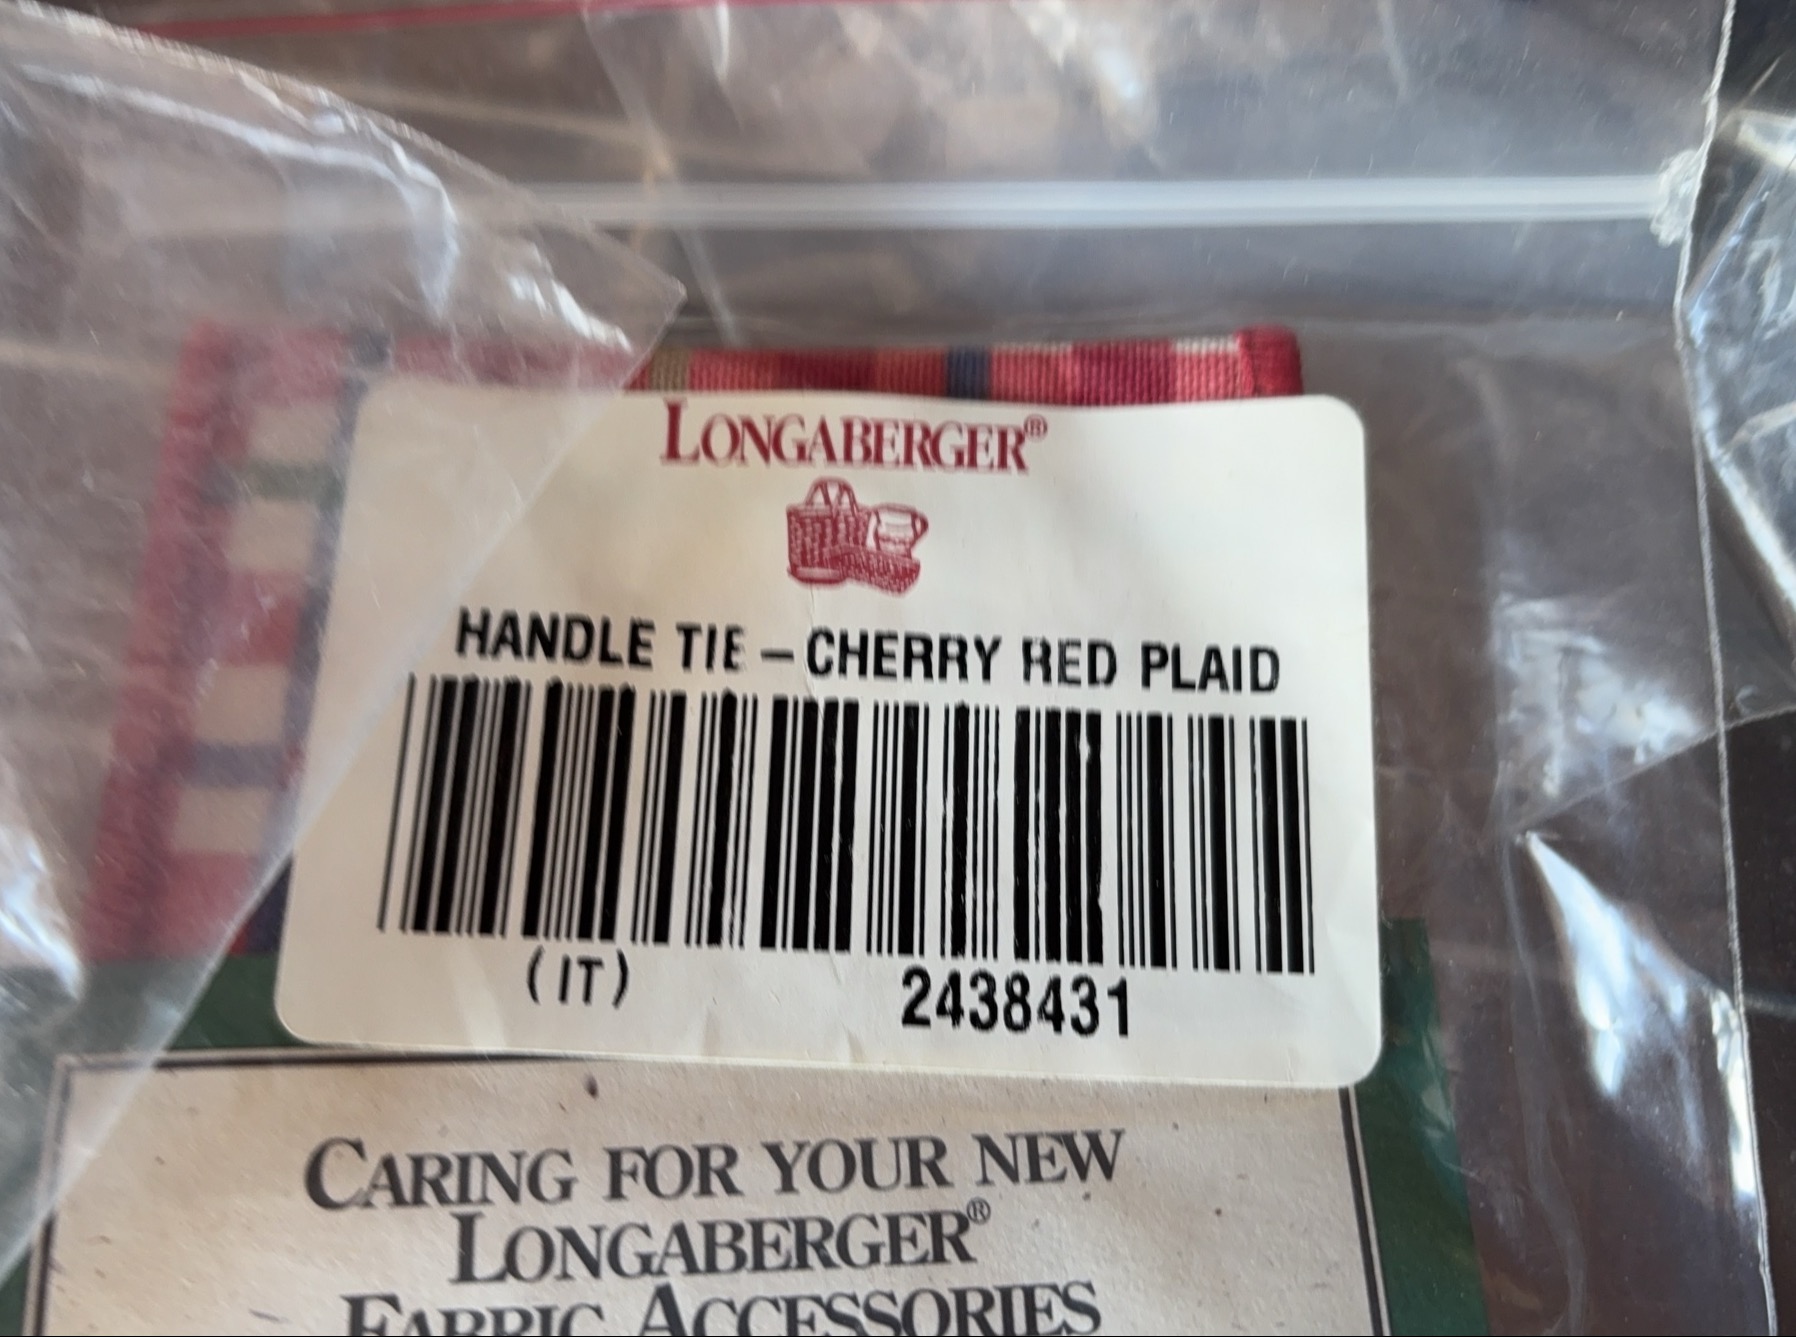 LONGABERGER®
HANDLE TIE – CHERRY RED PLAID
(IT) 2438431
CARING FOR YOUR NEW
LONGABERGER®
FABRIC ACCESSORIES